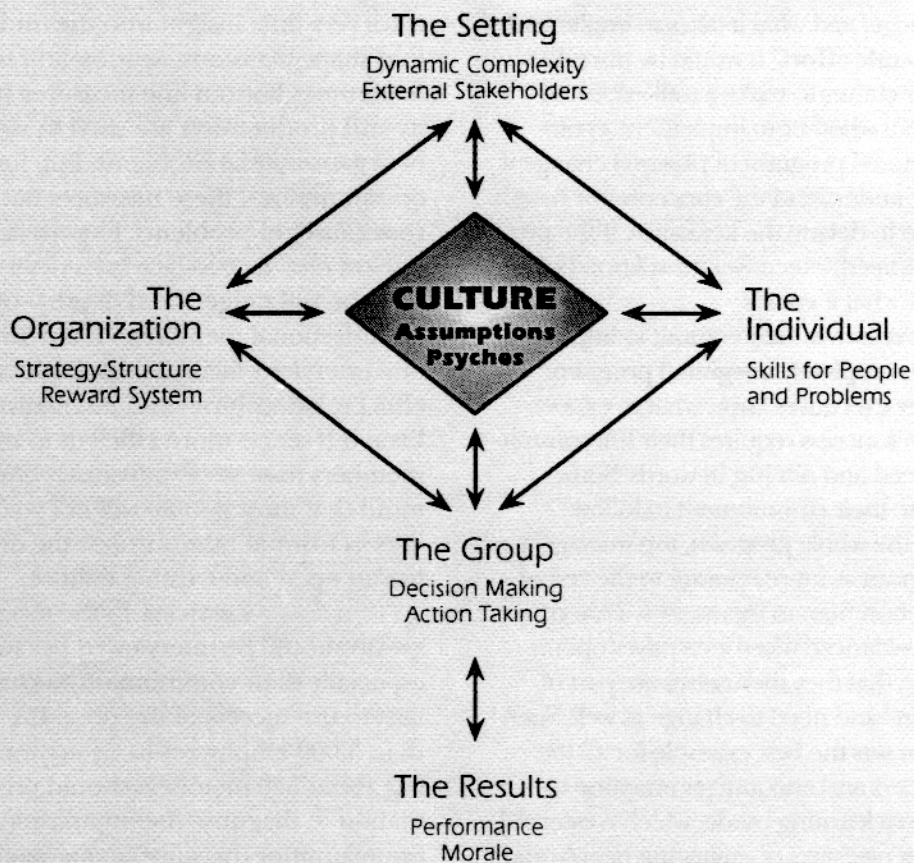 The Setting
Dynamic Complexity
External Stakeholders
The
Organization
Strategy-Structure
Reward System
CULTURE
Assumptions
Psyches
The
Individual
Skills for People
and Problems
The Group
Decision Making
Action Taking
The Results
Performance
Morale